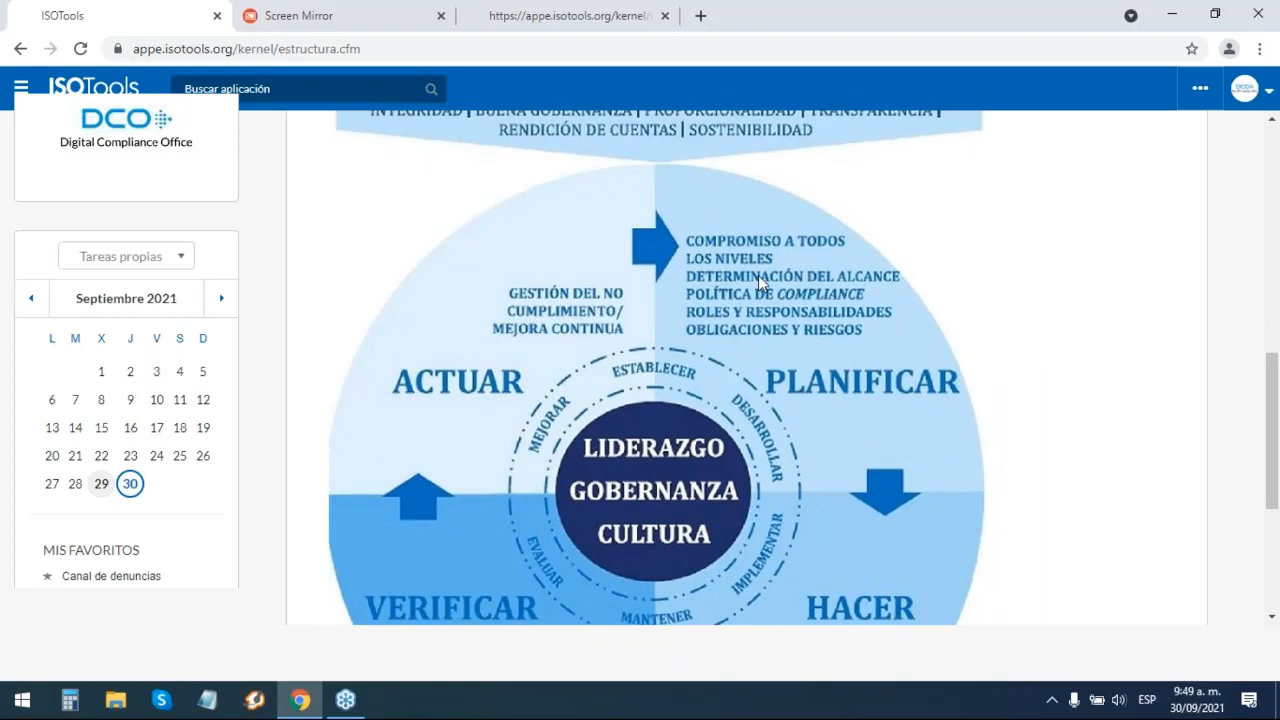 ISOTools
Screen Mirror
https://appe.isotools.org/kernel/
appe.isotools.org/kernel/estructura.cfm
ISOTools
Buscar aplicación
DCO
Digital Compliance Office
Tareas propias
Septiembre 2021
L M X J V S D
1 2 3 4 5
6 7 8 9 10 11 12
13 14 15 16 17 18 19
20 21 22 23 24 25 26
27 28 29 30
MIS FAVORITOS
Canal de denuncias
INTEGRIDAD | BUENA GOBERNANZA | PROPORCIONALIDAD | TRANSPARENCIA |
RENDICIÓN DE CUENTAS | SOSTENIBILIDAD
COMPROMISO A TODOS
LOS NIVELES
DETERMINACIÓN DEL ALCANCE
POLÍTICA DE COMPLIANCE
ROLES Y RESPONSABILIDADES
OBLIGACIONES Y RIESGOS
GESTIÓN DEL NO
CUMPLIMIENTO/
MEJORA CONTINUA
ACTUAR
PLANIFICAR
ESTABLECER
DESARROLLAR
IMPLEMENTAR
MANTENER
EVALUAR
MEJORAR
LIDERAZGO
GOBERNANZA
CULTURA
VERIFICAR
HACER
ESP
9:49 a. m.
30/09/2021